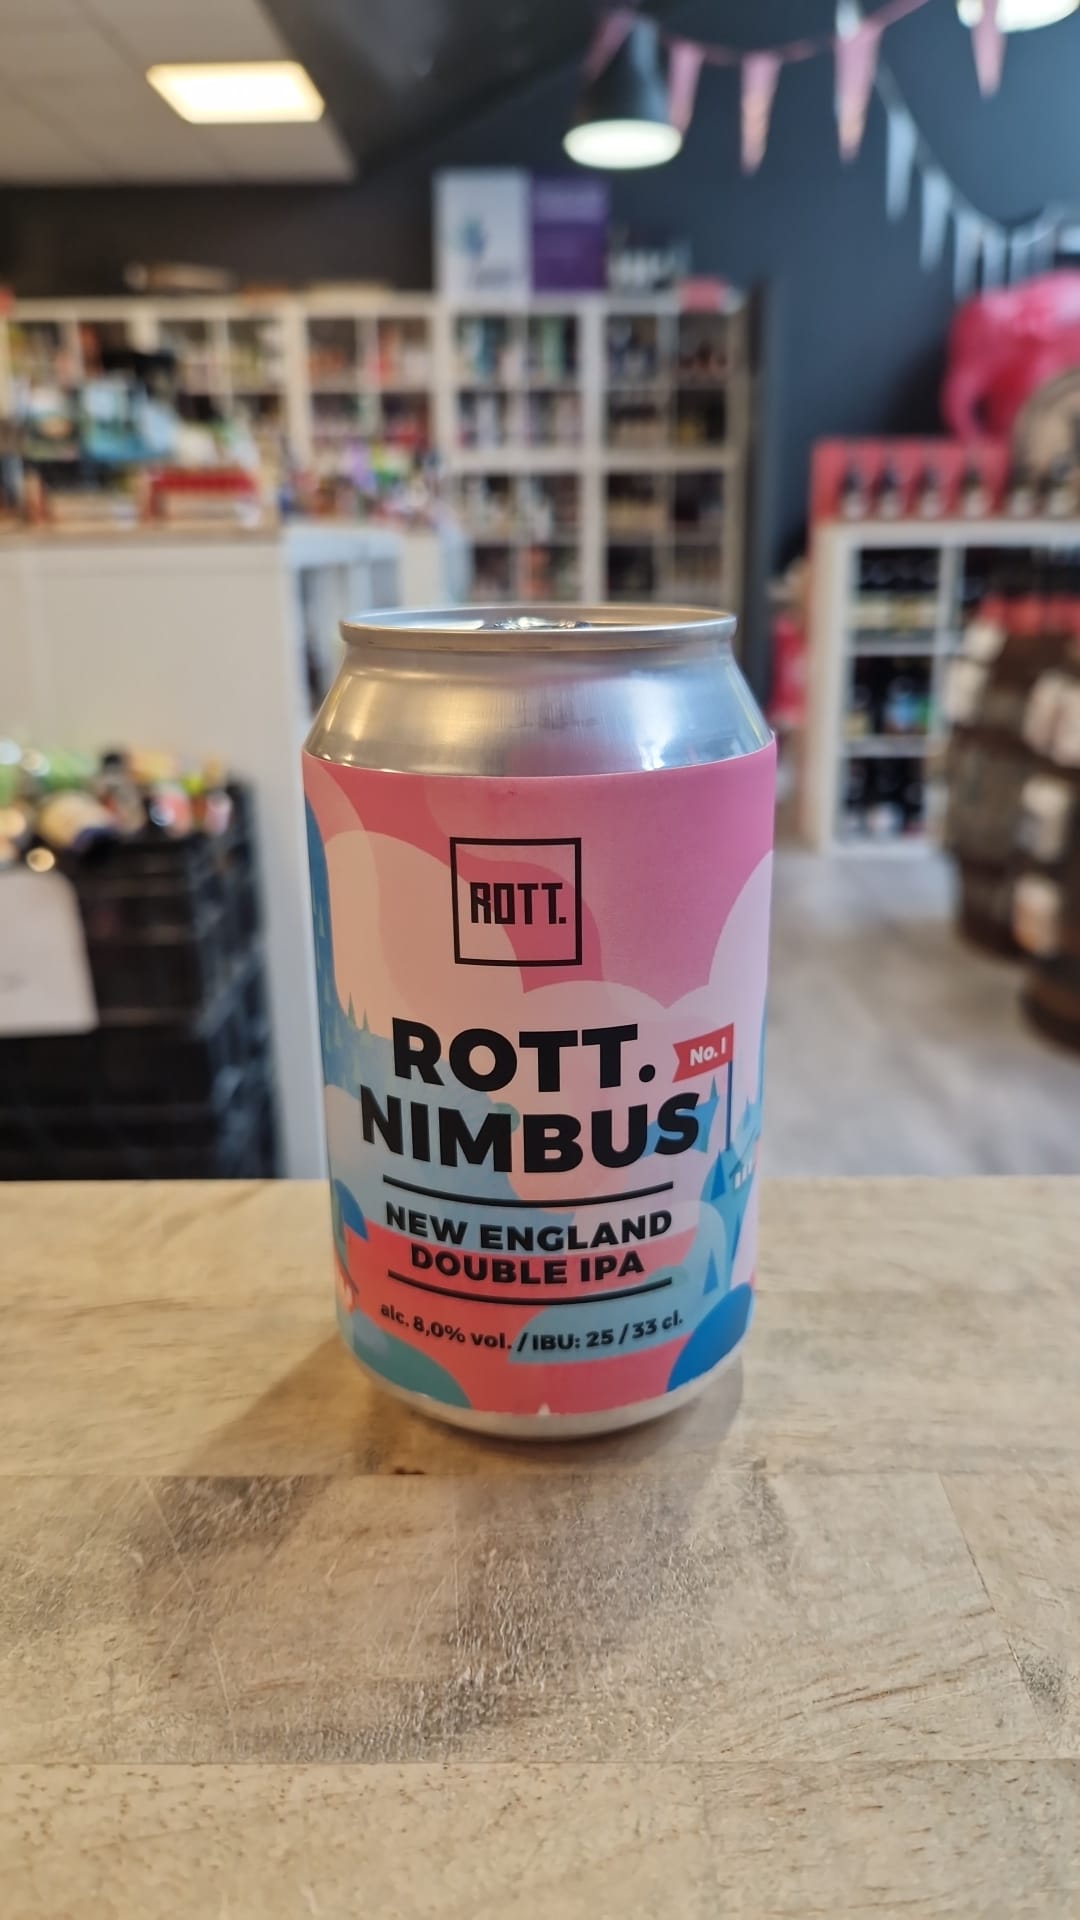 ROTT.
ROTT.
No. 1
NIMBUS
NEW ENGLAND
DOUBLE IPA
alc. 8,0% vol. / IBU: 25 / 33 cl.